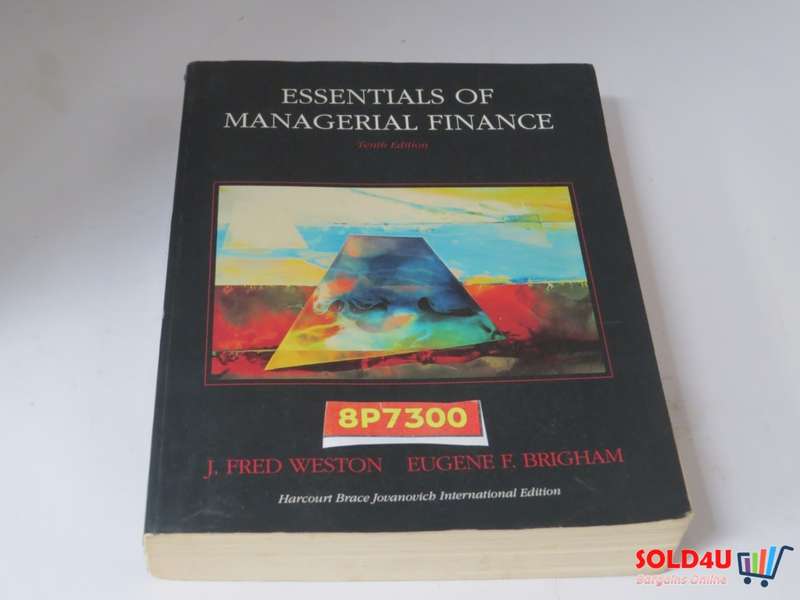 ESSENTIALS OF
MANAGERIAL FINANCE
Tenth Edition
8P7300
J. FRED WESTON EUGENE F. BRIGHAM
Harcourt Brace Jovanovich International Edition
SOLD4U
Bargains Online